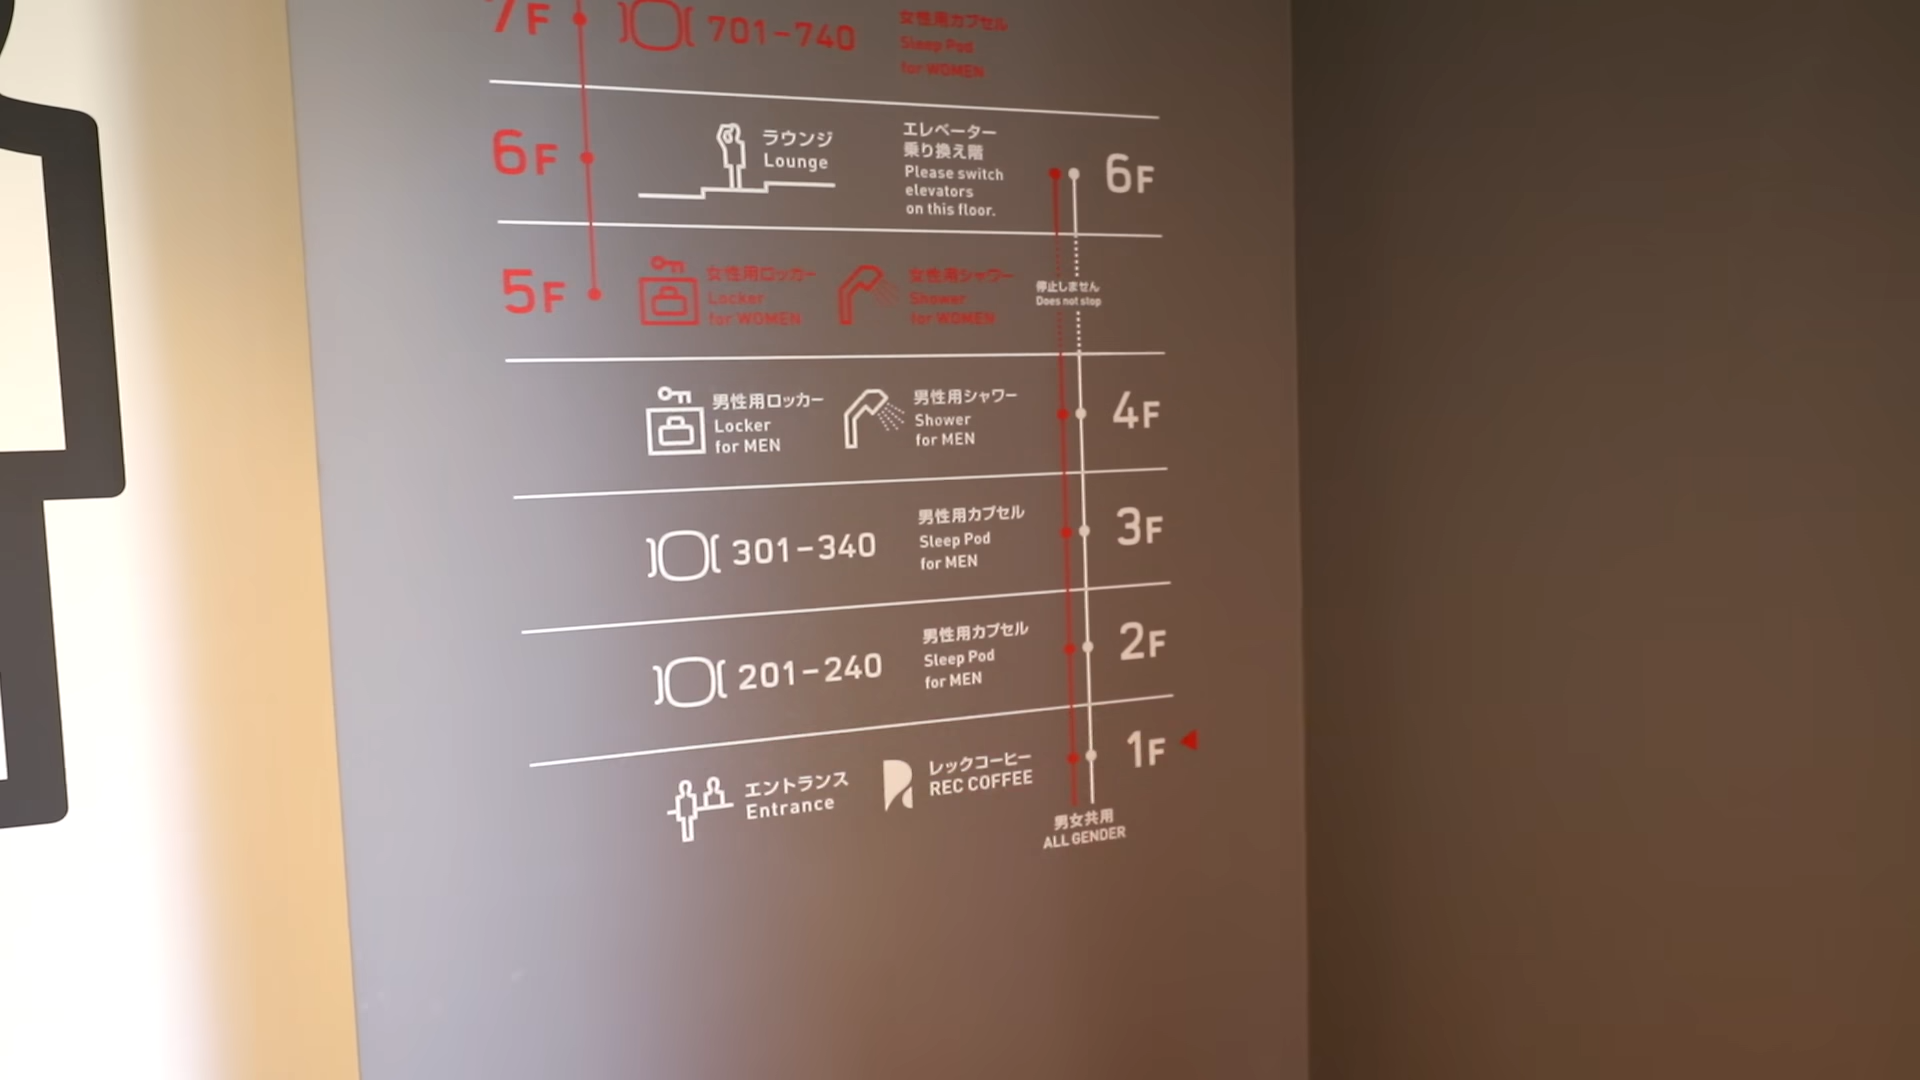 7F
701-740
女性用カプセル
Sleep Pod
for WOMEN
6F
ラウンジ
Lounge
エレベーター
乗り換え階
Please switch
elevators
on this floor.
6F
5F
女性用ロッカー
Locker
for WOMEN
女性用シャワー
Shower
for WOMEN
停止しません
Does not stop
男性用ロッカー
Locker
for MEN
男性用シャワー
Shower
for MEN
4F
301-340
男性用カプセル
Sleep Pod
for MEN
3F
201-240
男性用カプセル
Sleep Pod
for MEN
2F
エントランス
Entrance
レックコーヒー
REC COFFEE
1F
男女共用
ALL GENDER